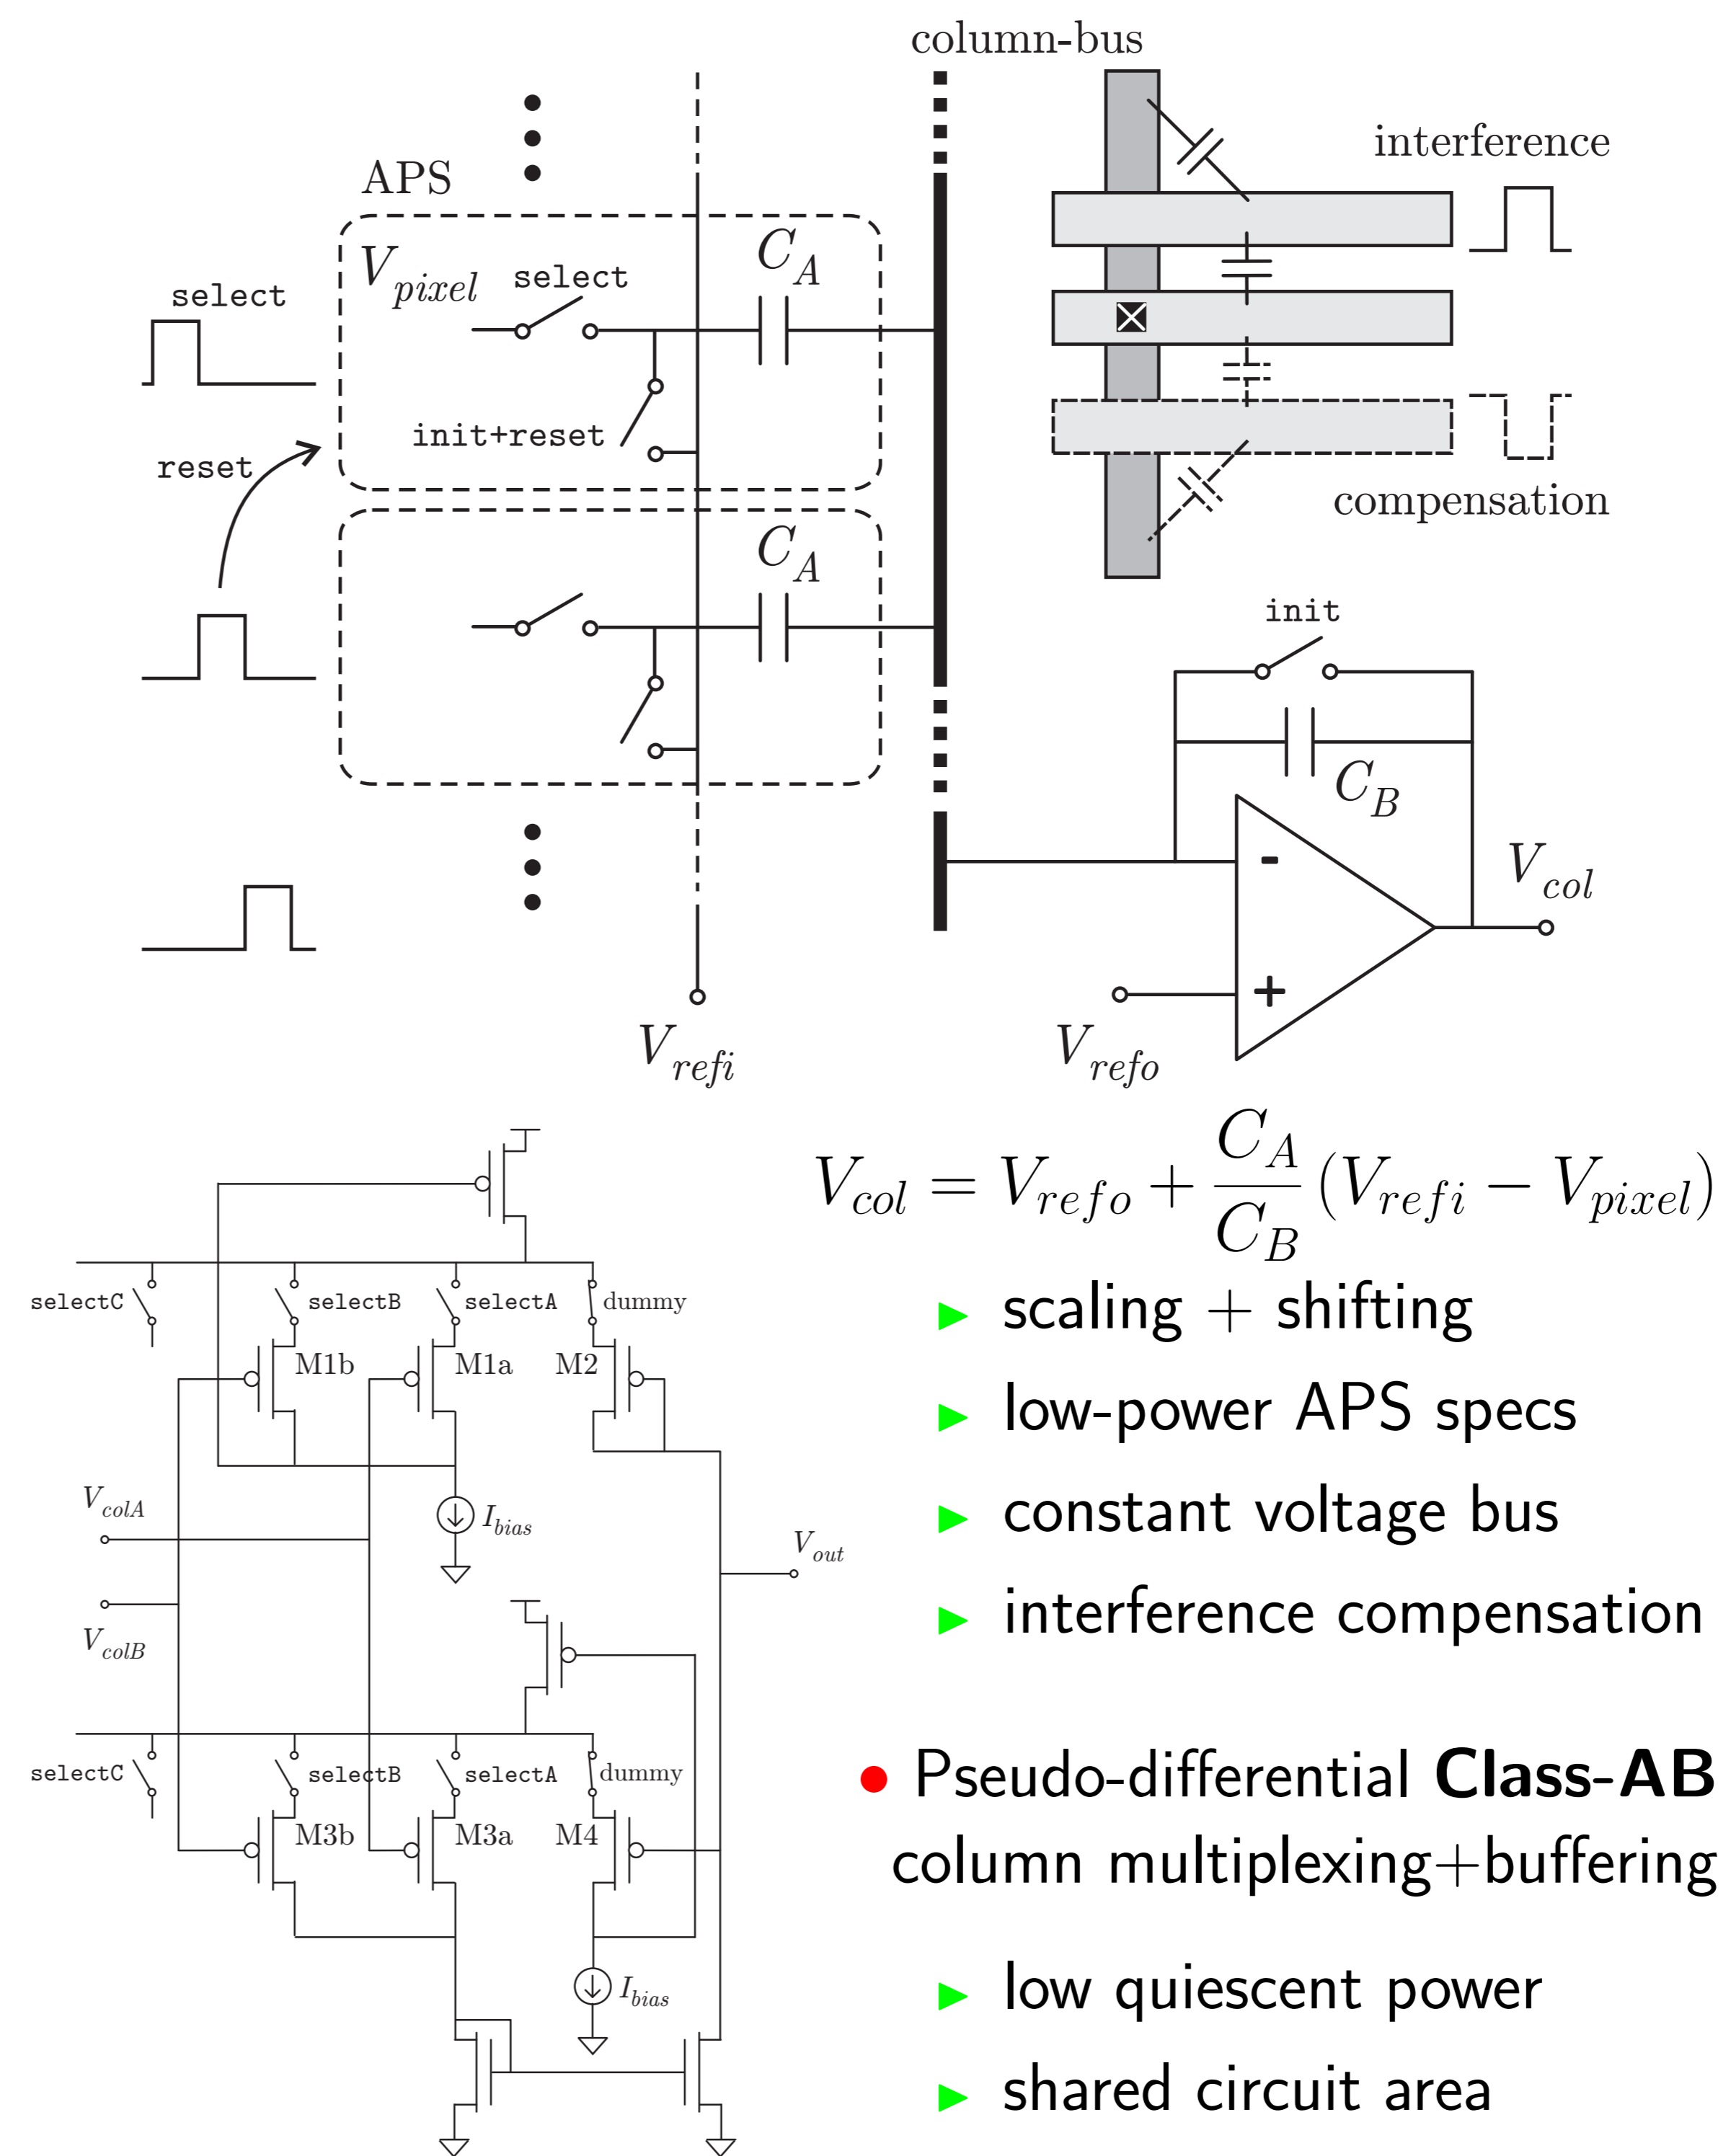 column-bus
interference
APS
V_pixel
select
C_A
select
init+reset
reset
compensation
C_A
init
C_B
-
V_col
+
V_refi
V_refo
V_col = V_refo + C_A/C_B (V_refi − V_pixel)
selectC
selectB
selectA
dummy
M1b
M1a
M2
V_colA
I_bias
V_out
V_colB
selectC
selectB
selectA
dummy
M3b
M3a
M4
I_bias
► scaling + shifting
► low-power APS specs
► constant voltage bus
► interference compensation
• Pseudo-differential Class-AB
column multiplexing+buffering
► low quiescent power
► shared circuit area